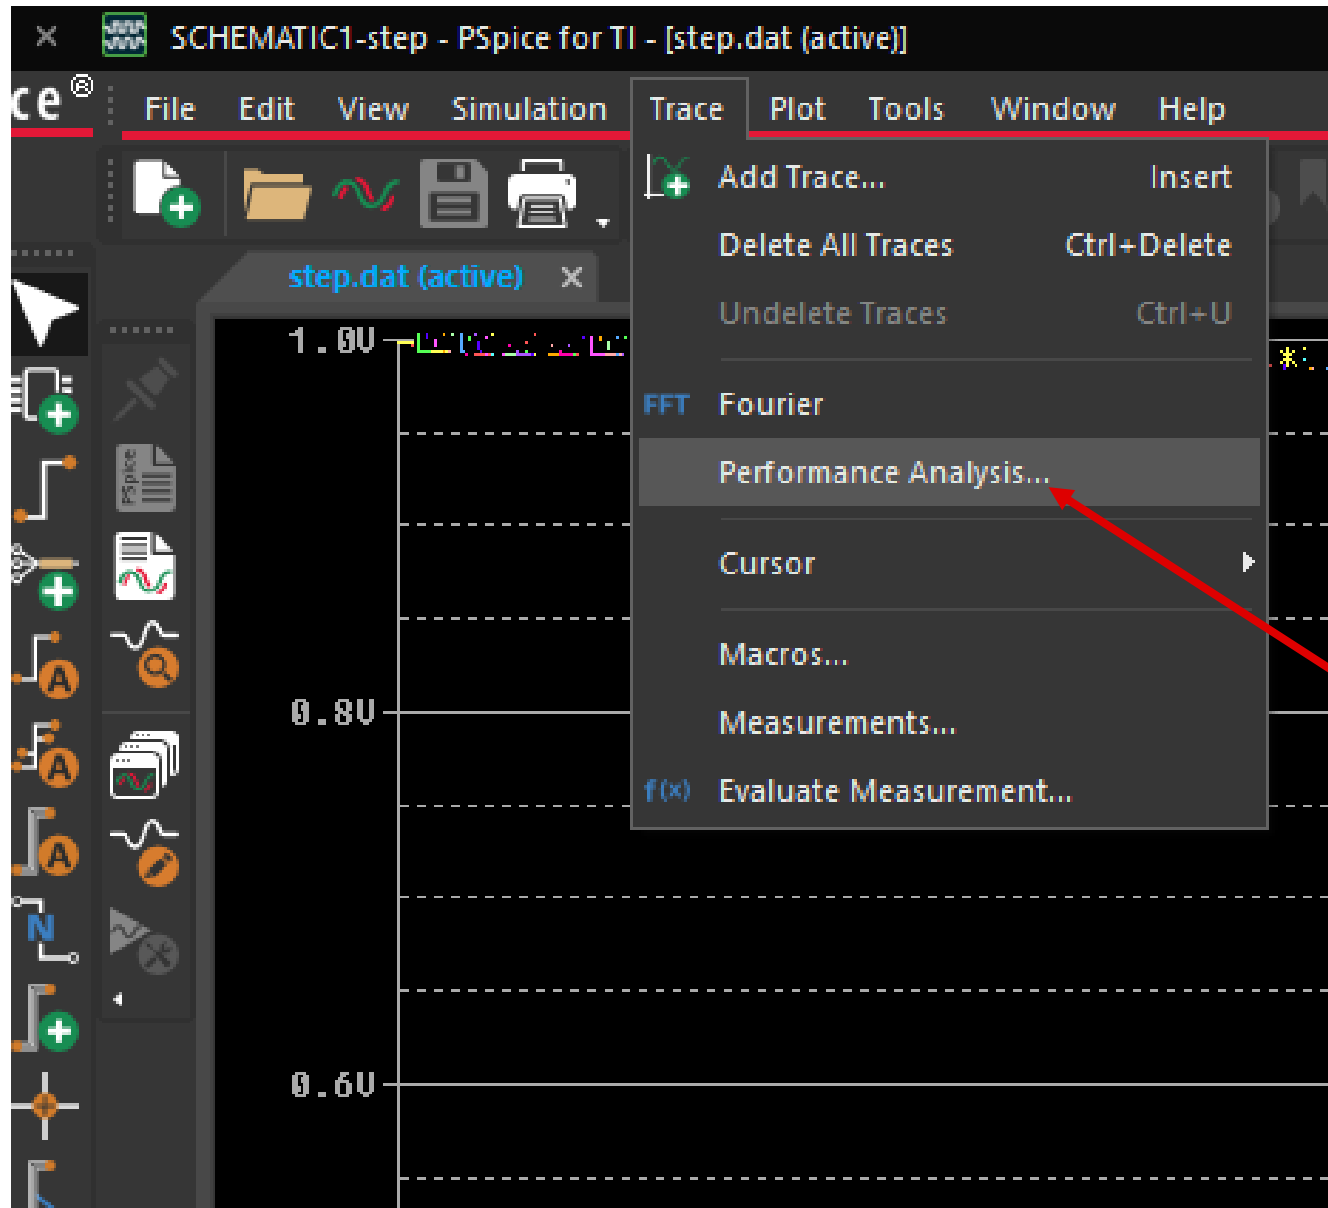 SCHEMATIC1-step - PSpice for TI - [step.dat (active)]
ce®
File Edit View Simulation Trace Plot Tools Window Help
Add Trace... Insert
Delete All Traces Ctrl+Delete
step.dat (active)
Undelete Traces Ctrl+U
1.0V
FFT Fourier
Performance Analysis...
PSpice
Cursor
Macros...
A
0.8V
Measurements...
A
f(x) Evaluate Measurement...
A
N
0.6V